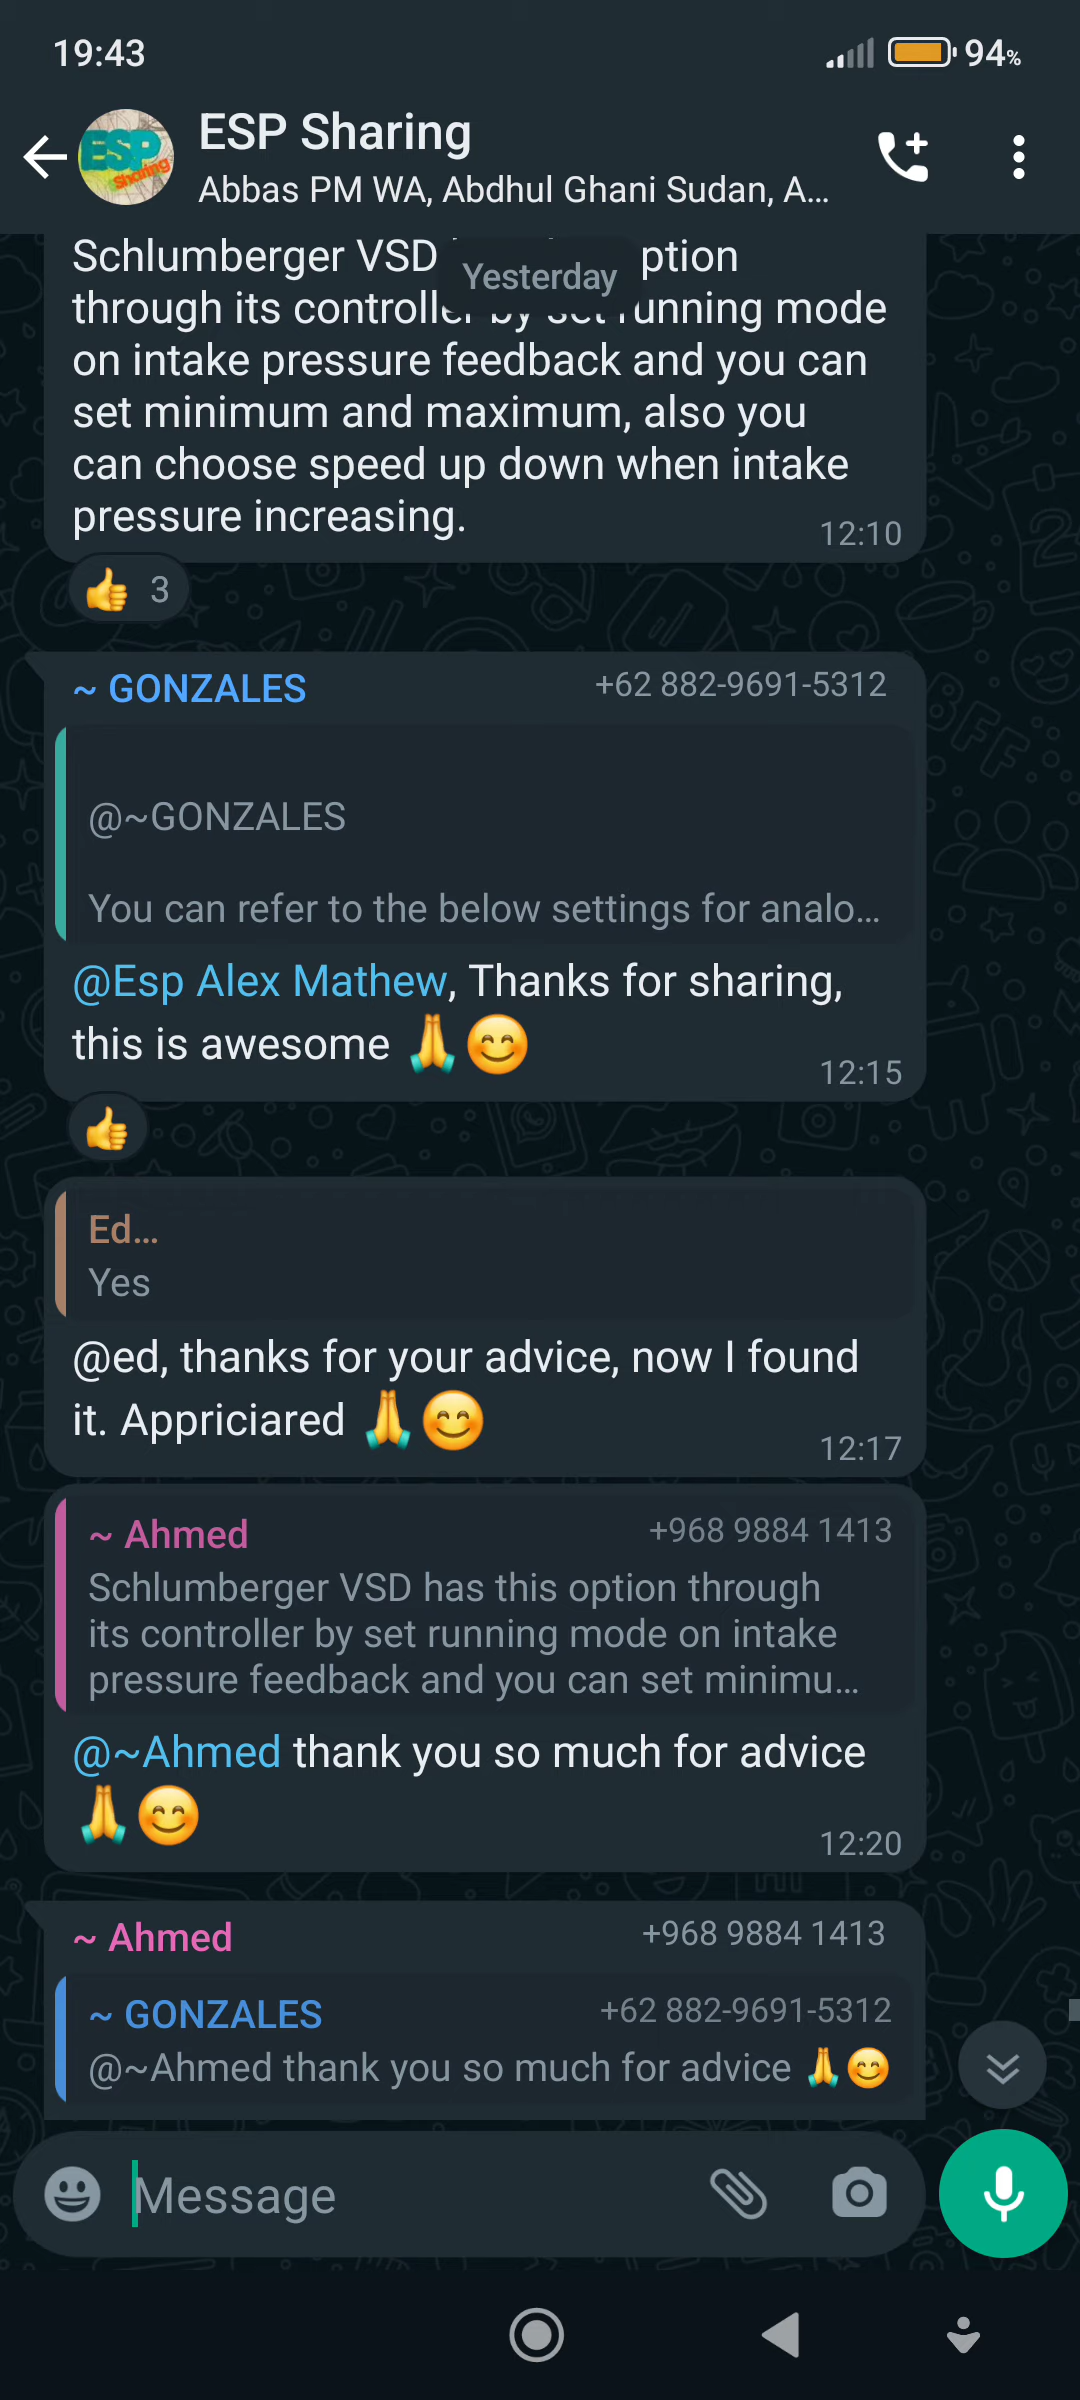 19:43
94%
ESP Sharing
ESP Sharing
Abbas PM WA, Abdhul Ghani Sudan, A...
Yesterday
Schlumberger VSD ption
through its controlle running mode
on intake pressure feedback and you can
set minimum and maximum, also you
can choose speed up down when intake
pressure increasing.
12:10
👍 3
~ GONZALES +62 882-9691-5312
@~GONZALES
You can refer to the below settings for analo...
@Esp Alex Mathew, Thanks for sharing,
this is awesome 🙏😊
12:15
👍
Ed...
Yes
@ed, thanks for your advice, now I found
it. Appriciared 🙏😊
12:17
~ Ahmed +968 9884 1413
Schlumberger VSD has this option through
its controller by set running mode on intake
pressure feedback and you can set minimu...
@~Ahmed thank you so much for advice
🙏😊
12:20
~ Ahmed +968 9884 1413
~ GONZALES +62 882-9691-5312
@~Ahmed thank you so much for advice 🙏😊
Message